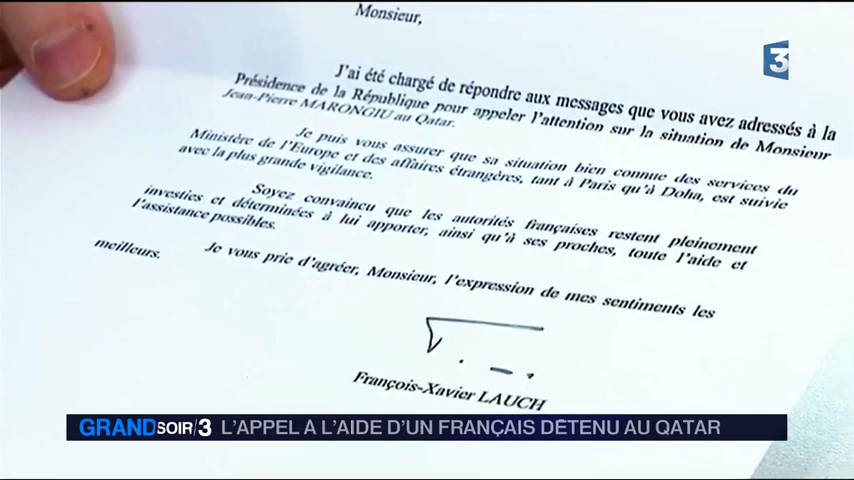 Monsieur,
3
J'ai été chargé de répondre aux messages que vous avez adressés à la
Présidence de la République pour appeler l'attention sur la situation de Monsieur
Jean-Pierre MARONGIU au Qatar.
Je puis vous assurer que sa situation bien connue des services du
Ministère de l'Europe et des affaires étrangères, tant à Paris qu'à Doha, est suivie
avec la plus grande vigilance.
Soyez convaincu que les autorités françaises restent pleinement
investies et déterminées à lui apporter, ainsi qu'à ses proches, toute l'aide et
l'assistance possibles.
Je vous prie d'agréer, Monsieur, l'expression de mes sentiments les
meilleurs.
François-Xavier LAUCH
GRAND SOIR/3 L'APPEL A L'AIDE D'UN FRANÇAIS DÉTENU AU QATAR